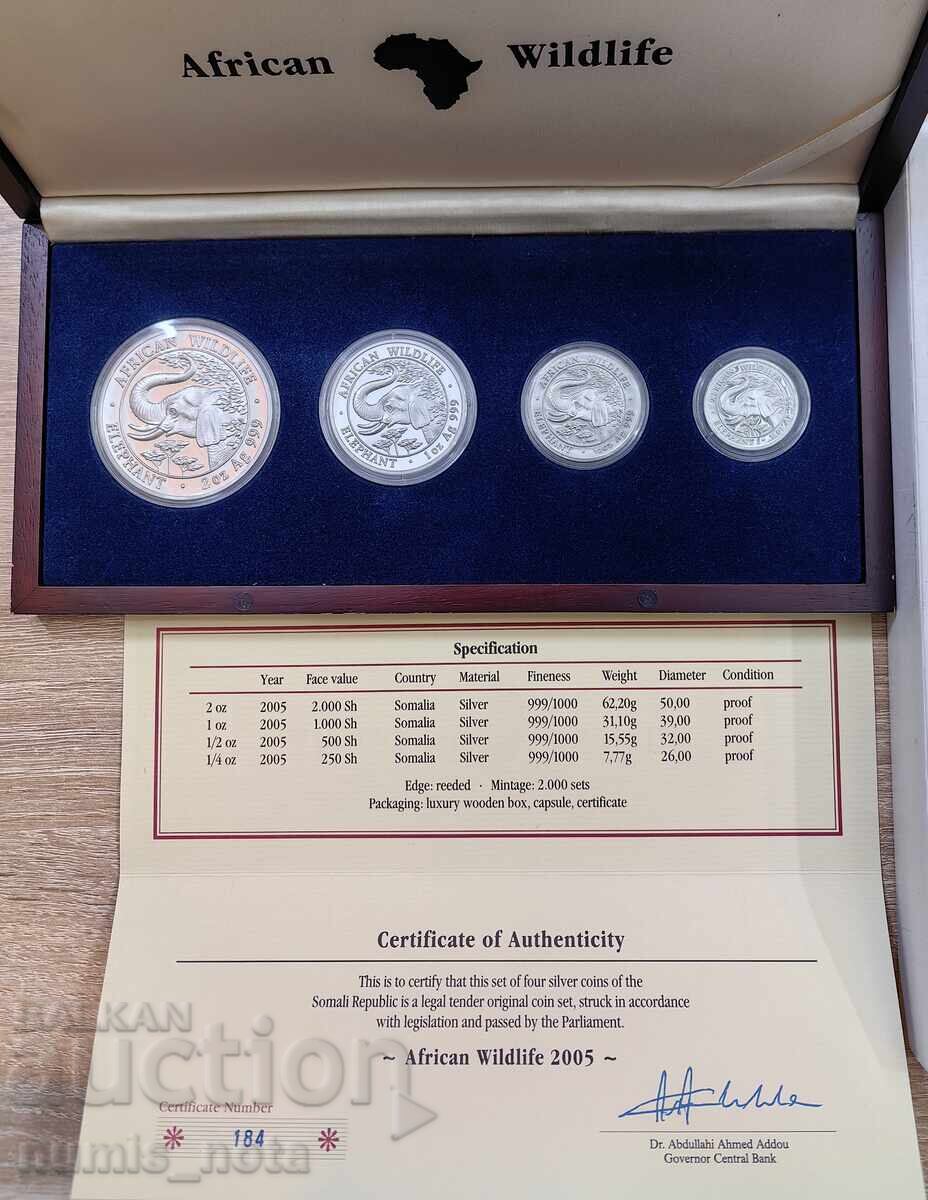 African Wildlife
AFRICAN WILDLIFE
ELEPHANT · 2 oz Ag 999
AFRICAN WILDLIFE
ELEPHANT · 1 oz Ag 999
AFRICAN WILDLIFE
ELEPHANT
Ag 999
Specification
Year Face value Country Material Fineness Weight Diameter Condition
2 oz 2005 2.000 Sh Somalia Silver 999/1000 62,20g 50,00 proof
1 oz 2005 1.000 Sh Somalia Silver 999/1000 31,10g 39,00 proof
1/2 oz 2005 500 Sh Somalia Silver 999/1000 15,55g 32,00 proof
1/4 oz 2005 250 Sh Somalia Silver 999/1000 7,77g 26,00 proof
Edge: reeded · Mintage: 2.000 sets
Packaging: luxury wooden box, capsule, certificate
Certificate of Authenticity
This is to certify that this set of four silver coins of the
Somali Republic is a legal tender original coin set, struck in accordance
with legislation and passed by the Parliament.
~ African Wildlife 2005 ~
Certificate Number
* 184 *
Dr. Abdullahi Ahmed Addou
Governor Central Bank
BALKAN
auction
numis_nota